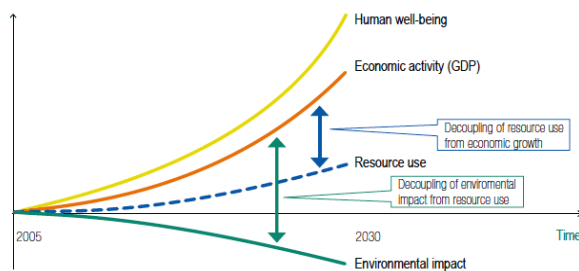 Human well-being
Economic activity (GDP)
Decoupling of resource use
from economic growth
Resource use
Decoupling of enviromental
impact from resource use
2005
2030
Time
Environmental impact